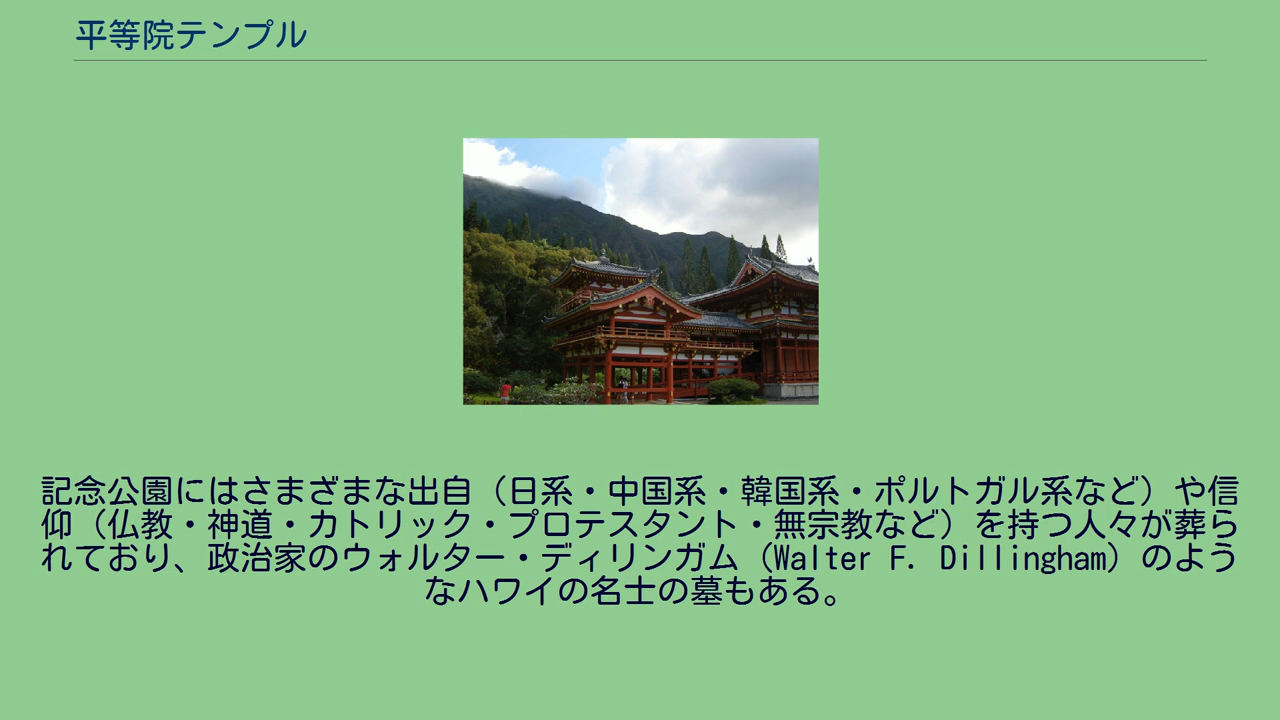 平等院テンプル
記念公園にはさまざまな出自（日系・中国系・韓国系・ポルトガル系など）や信
仰（仏教・神道・カトリック・プロテスタント・無宗教など）を持つ人々が葬ら
れており、政治家のウォルター・ディリンガム（Walter F. Dillingham）のよう
なハワイの名士の墓もある。